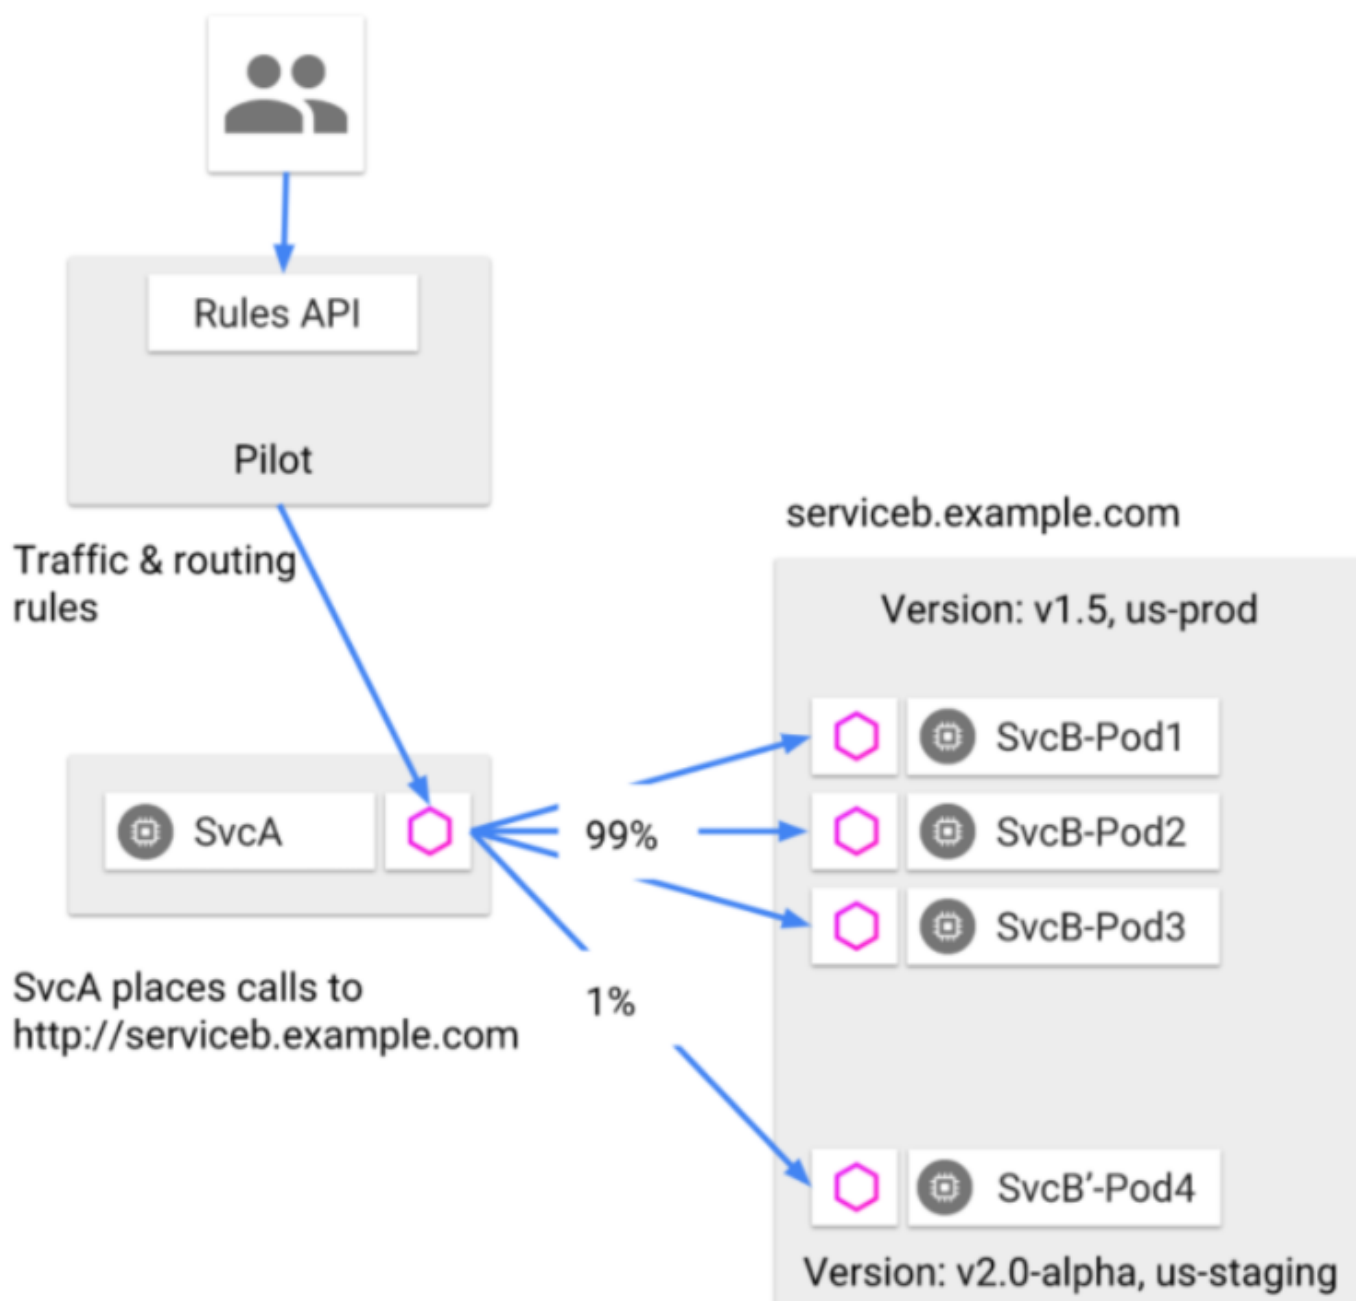 Rules API
Pilot
Traffic & routing
rules
serviceb.example.com
Version: v1.5, us-prod
SvcB-Pod1
SvcA
99%
SvcB-Pod2
SvcB-Pod3
SvcA places calls to
http://serviceb.example.com
1%
SvcB’-Pod4
Version: v2.0-alpha, us-staging